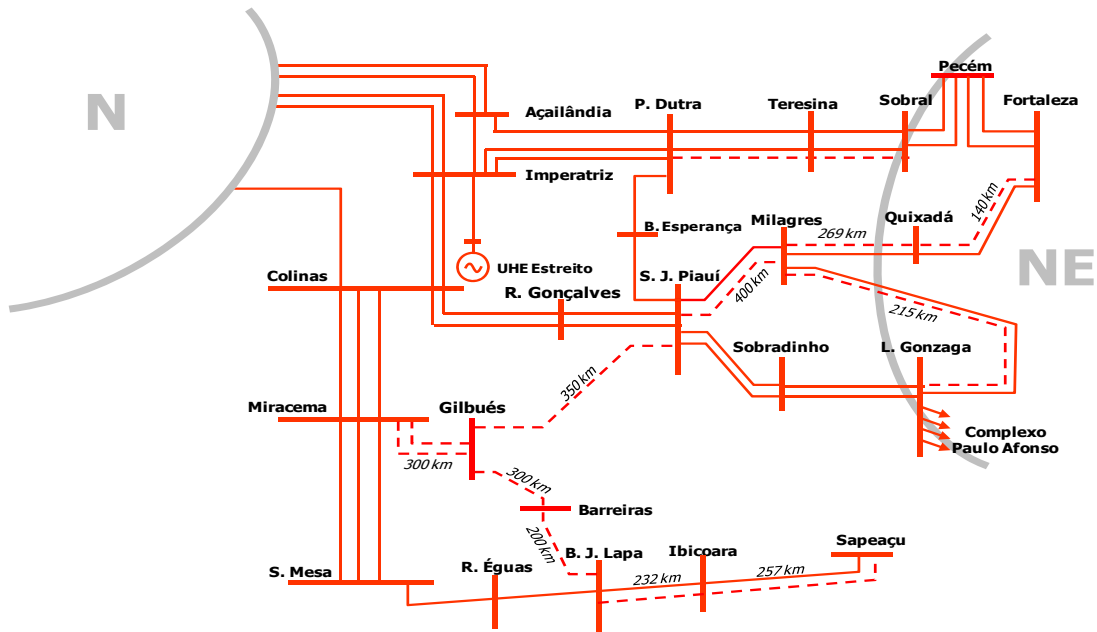 N
NE
Pecém
Açailândia
P. Dutra
Teresina
Sobral
Fortaleza
Imperatriz
B. Esperança
Milagres
Quixadá
140 km
269 km
UHE Estreito
Colinas
R. Gonçalves
S. J. Piauí
400 km
215 km
Sobradinho
L. Gonzaga
350 km
Miracema
Gilbués
Complexo
Paulo Afonso
300 km
300 km
Barreiras
200 km
S. Mesa
R. Éguas
B. J. Lapa
Ibicoara
Sapeaçu
232 km
257 km